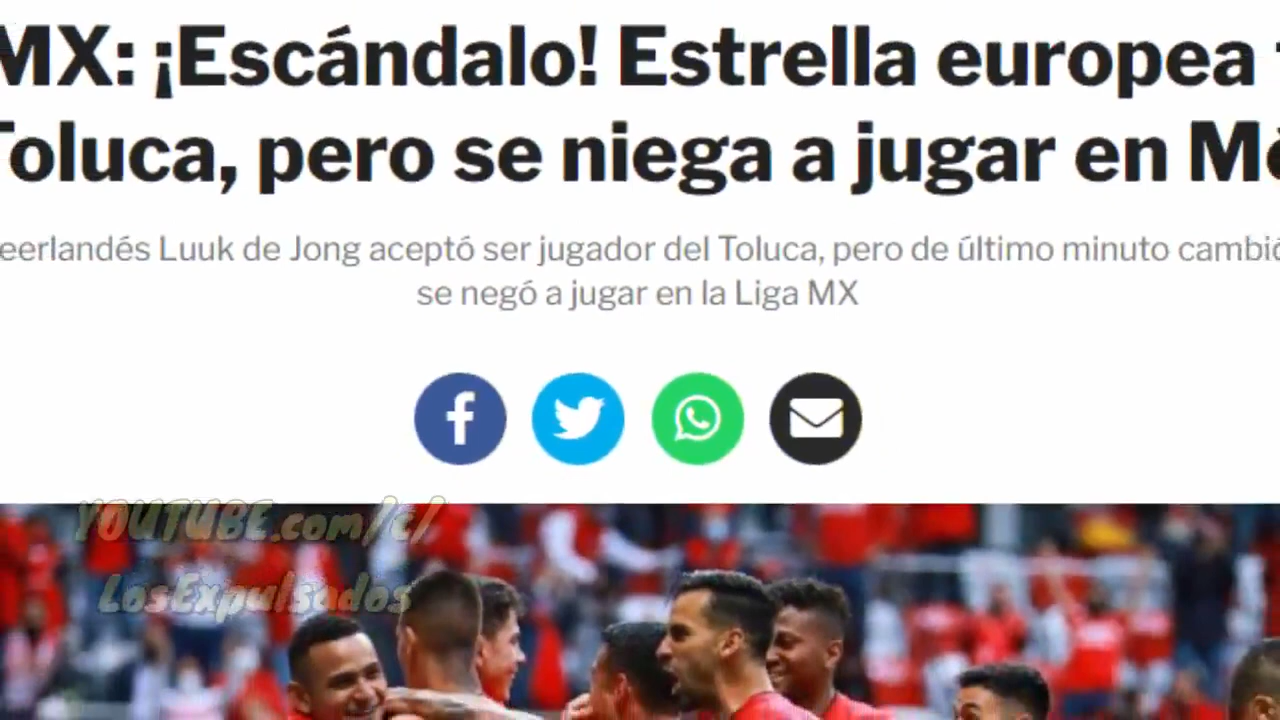 MX: ¡Escándalo! Estrella europea
Toluca, pero se niega a jugar en
eerlandés Luuk de Jong aceptó ser jugador del Toluca, pero de último minuto cambió
se negó a jugar en la Liga MX
YOUTUBE.com/c/
LosExpulsados